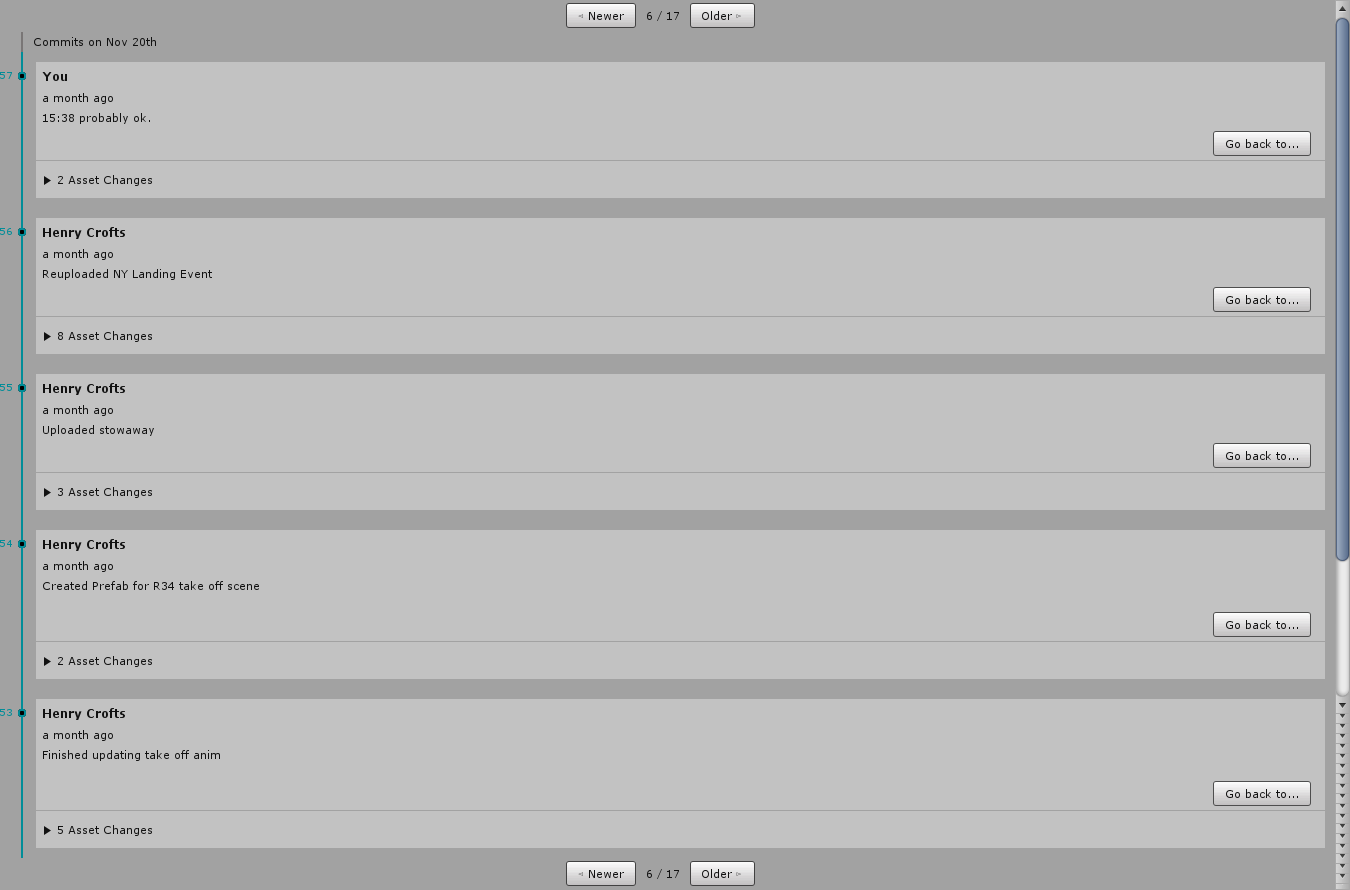 Newer 6 / 17 Older
Commits on Nov 20th
57
You
a month ago
15:38 probably ok.
Go back to...
2 Asset Changes
56
Henry Crofts
a month ago
Reuploaded NY Landing Event
Go back to...
8 Asset Changes
55
Henry Crofts
a month ago
Uploaded stowaway
Go back to...
3 Asset Changes
54
Henry Crofts
a month ago
Created Prefab for R34 take off scene
Go back to...
2 Asset Changes
53
Henry Crofts
a month ago
Finished updating take off anim
Go back to...
5 Asset Changes
Newer 6 / 17 Older